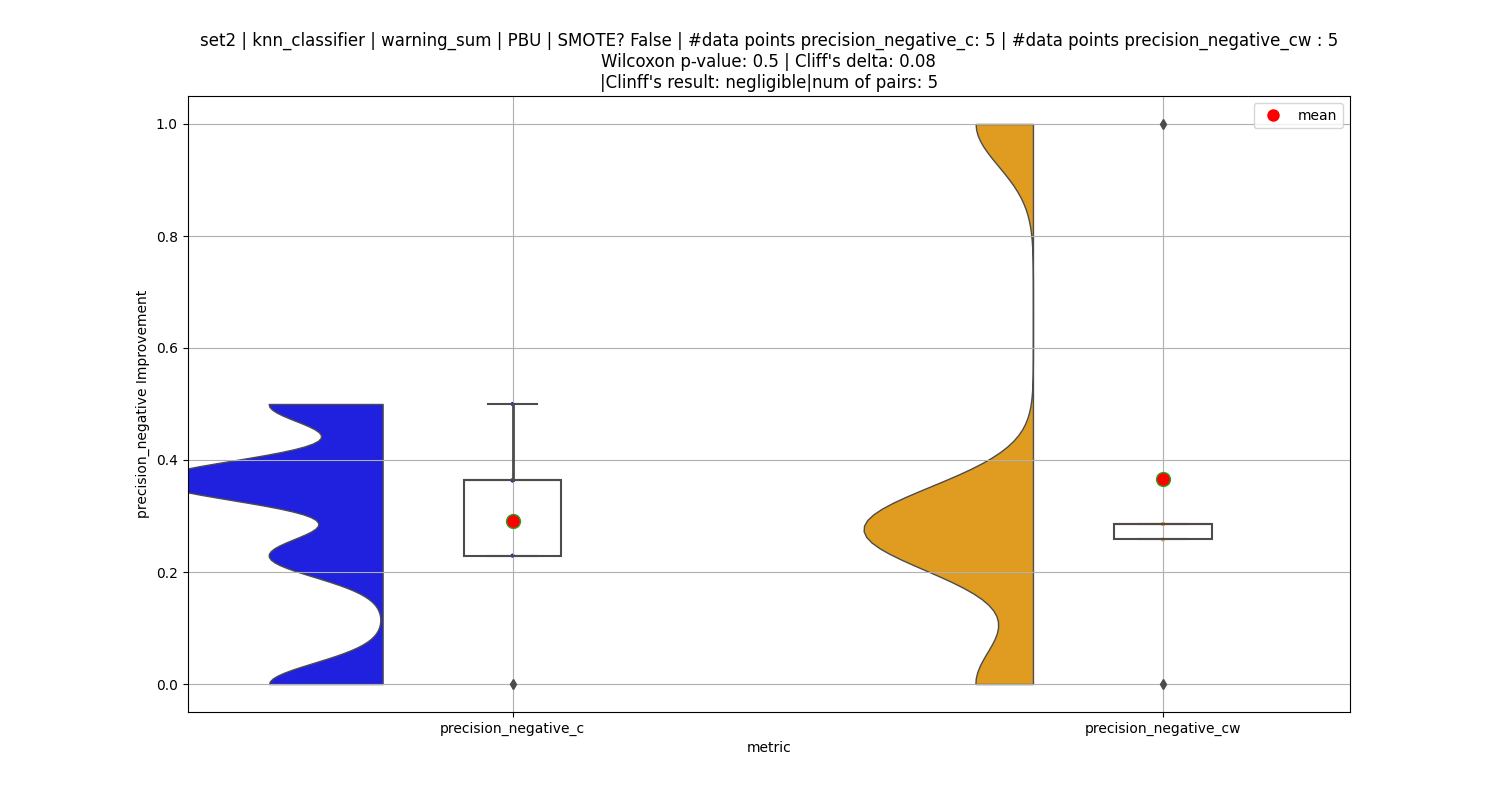 set2 | knn_classifier | warning_sum | PBU | SMOTE? False | #data points precision_negative_c: 5 | #data points precision_negative_cw : 5
Wilcoxon p-value: 0.5 | Cliff's delta: 0.08
|Clinff's result: negligible|num of pairs: 5
mean
1.0
0.8
0.6
0.4
0.2
0.0
precision_negative Improvement
precision_negative_c
precision_negative_cw
metric